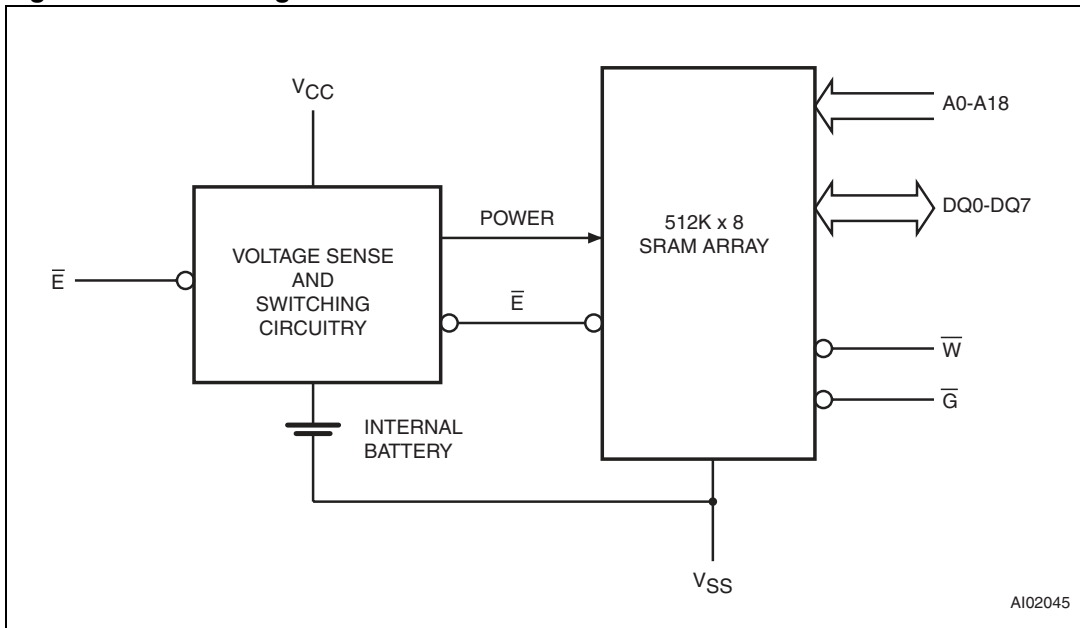 VCC
A0-A18
DQ0-DQ7
POWER
512K x 8
SRAM ARRAY
VOLTAGE SENSE
AND
SWITCHING
CIRCUITRY
E̅
E̅
W̅
G̅
INTERNAL
BATTERY
VSS
AI02045